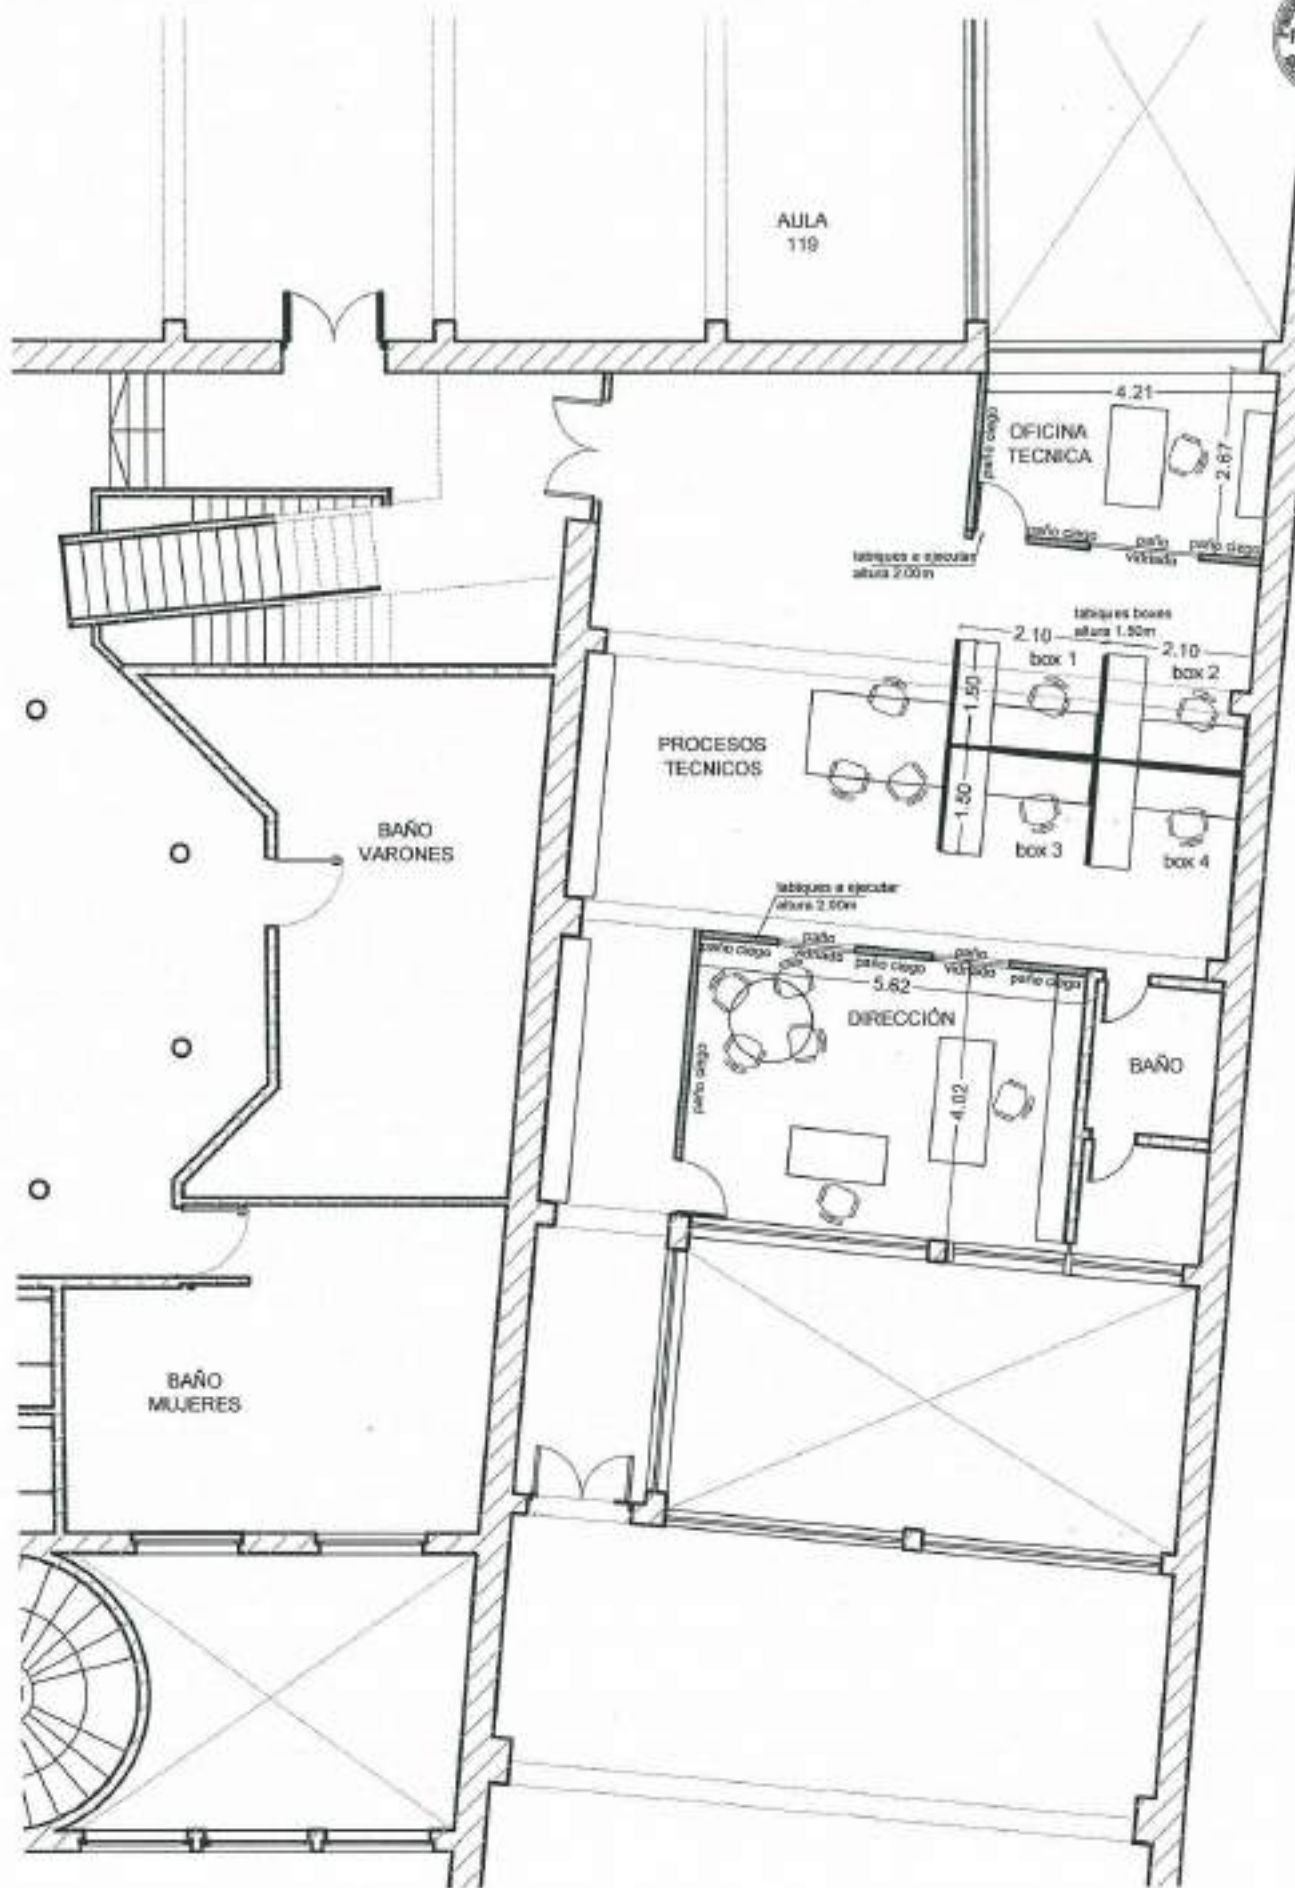 AULA
119
4.21
OFICINA
TECNICA
2.67
paño ciego
paño ciego
paño
vidriada
paño ciego
tabiques a ejecutar
altura 2.00m
tabiques boxes
altura 1.50m
2.10
2.10
box 1
box 2
1.50
PROCESOS
TECNICOS
1.50
box 3
box 4
BAÑO
VARONES
tabiques a ejecutar
altura 2.00m
paño ciego
paño
vidriada
paño ciego
paño
vidriada
paño ciego
5.62
DIRECCIÓN
paño ciego
4.02
BAÑO
BAÑO
MUJERES